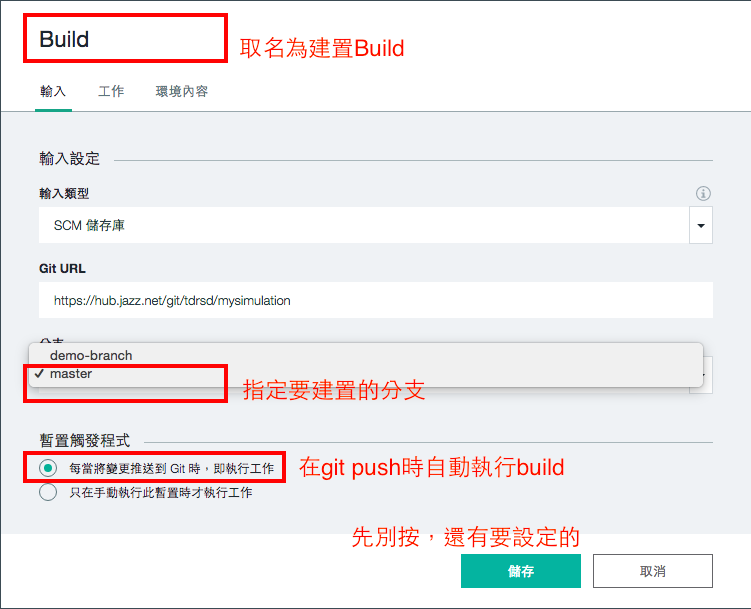 Build
取名為建置Build
輸入 工作 環境內容
輸入設定
輸入類型
SCM 儲存庫
Git URL
https://hub.jazz.net/git/tdrsd/mysimulation
分支
demo-branch
✓ master
指定要建置的分支
暫置觸發程式
每當將變更推送到 Git 時，即執行工作
在git push時自動執行build
只在手動執行此暫置時才執行工作
先別按，還有要設定的
儲存 取消